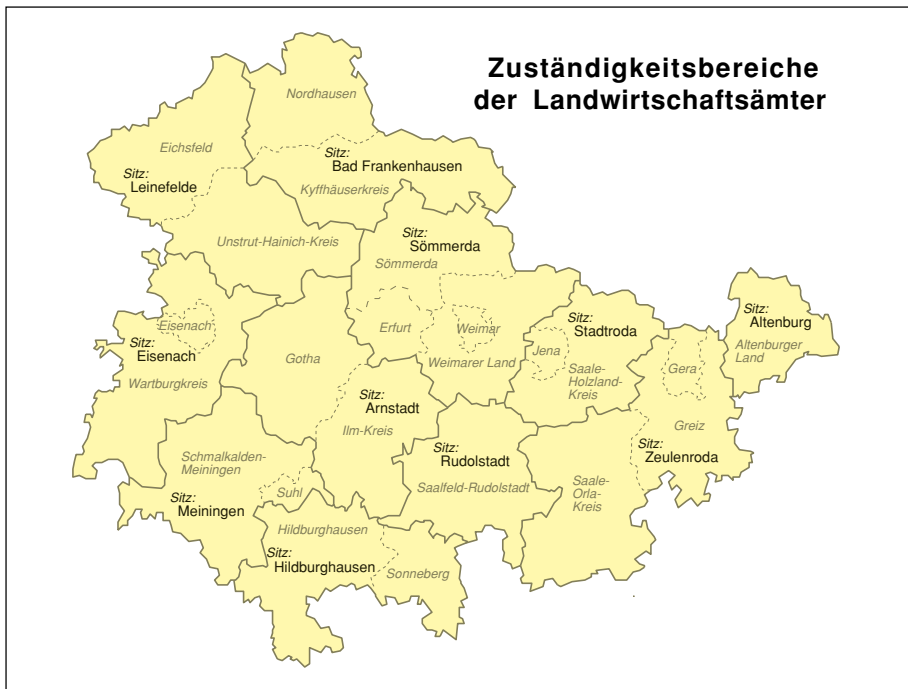 Zuständigkeitsbereiche
der Landwirtschaftsämter
Nordhausen
Eichsfeld
Sitz:
Leinefelde
Sitz:
Bad Frankenhausen
Kyffhäuserkreis
Unstrut-Hainich-Kreis
Sitz:
Sömmerda
Sömmerda
Eisenach
Sitz:
Eisenach
Wartburgkreis
Gotha
Erfurt
Weimar
Weimarer Land
Sitz:
Stadtroda
Jena
Saale-
Holzland-
Kreis
Gera
Sitz:
Altenburg
Altenburger
Land
Sitz:
Arnstadt
Ilm-Kreis
Greiz
Sitz:
Zeulenroda
Schmalkalden-
Meiningen
Sitz:
Meiningen
Suhl
Sitz:
Rudolstadt
Saalfeld-Rudolstadt
Saale-
Orla-
Kreis
Hildburghausen
Sitz:
Hildburghausen
Sonneberg